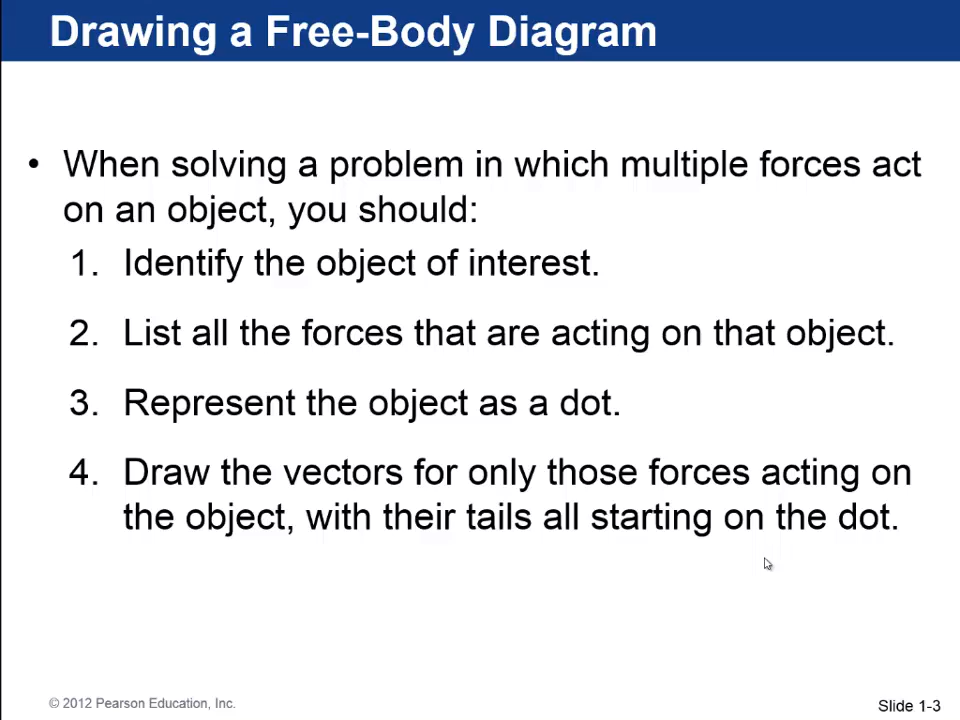 Drawing a Free-Body Diagram
• When solving a problem in which multiple forces act
on an object, you should:
1. Identify the object of interest.
2. List all the forces that are acting on that object.
3. Represent the object as a dot.
4. Draw the vectors for only those forces acting on
the object, with their tails all starting on the dot.
© 2012 Pearson Education, Inc.
Slide 1-3